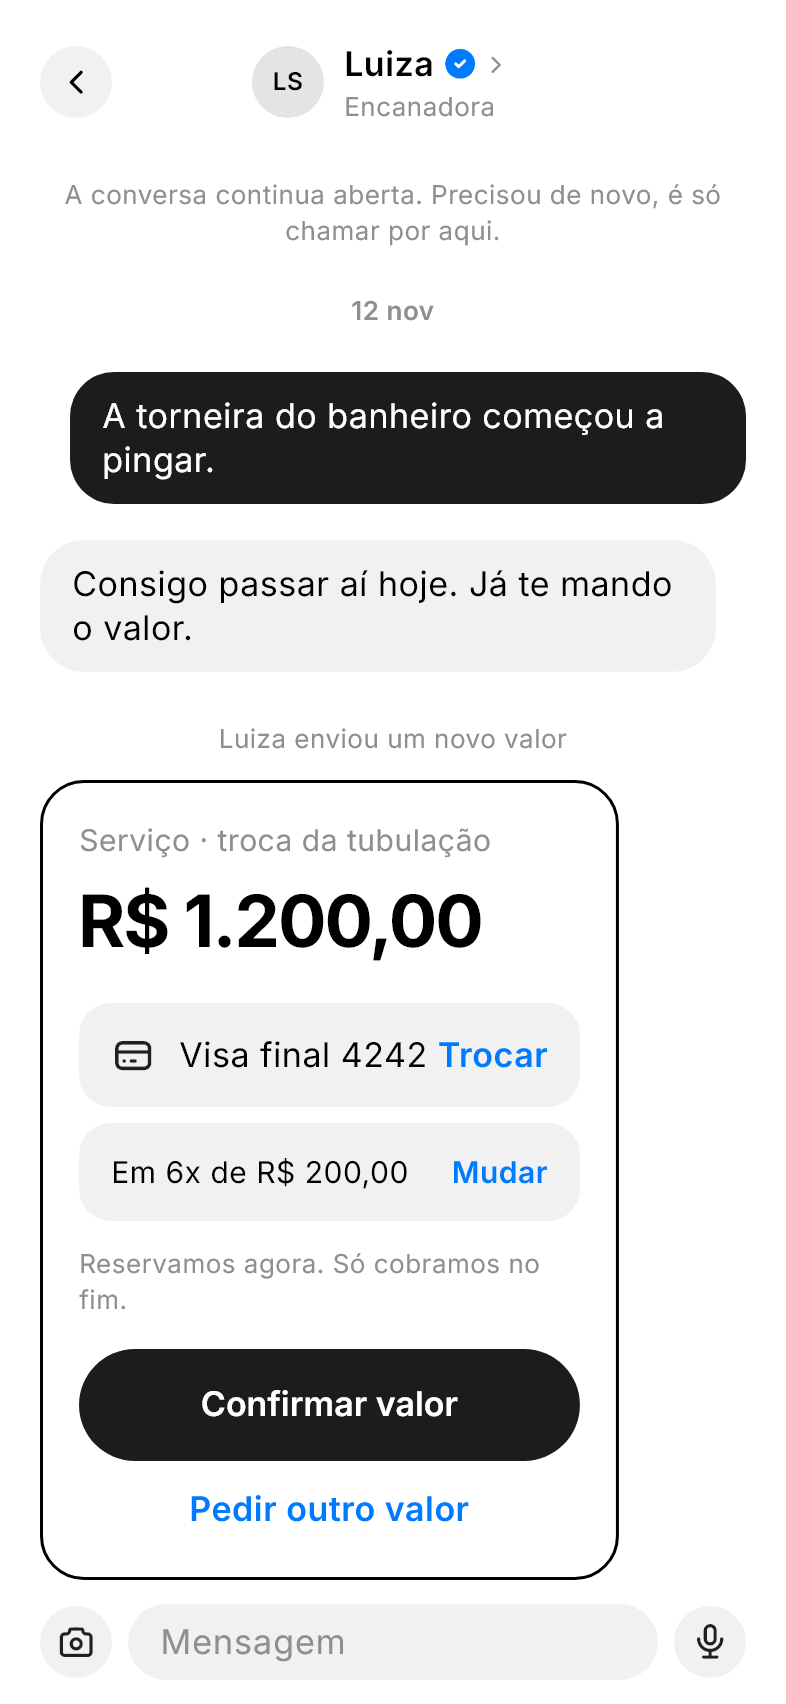 LS
Luiza
Encanadora
A conversa continua aberta. Precisou de novo, é só
chamar por aqui.
12 nov
A torneira do banheiro começou a
pingar.
Consigo passar aí hoje. Já te mando
o valor.
Luiza enviou um novo valor
Serviço · troca da tubulação
R$ 1.200,00
Visa final 4242 Trocar
Em 6x de R$ 200,00 Mudar
Reservamos agora. Só cobramos no
fim.
Confirmar valor
Pedir outro valor
Mensagem